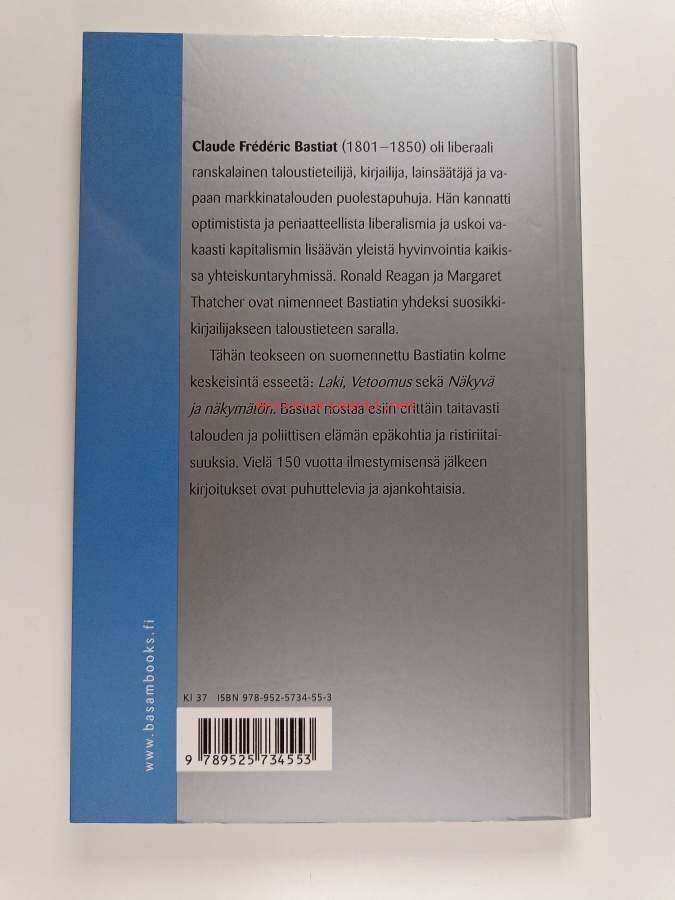 Claude Frédéric Bastiat (1801–1850) oli liberaali
ranskalainen taloustieteilijä, kirjailija, lainsäätäjä ja va-
paan markkinatalouden puolestapuhuja. Hän kannatti
optimistista ja periaatteellista liberalismia ja uskoi va-
kaasti kapitalismin lisäävän yleistä hyvinvointia kaikis-
sa yhteiskuntaryhmissä. Ronald Reagan ja Margaret
Thatcher ovat nimenneet Bastiatin yhdeksi suosikki-
kirjailijakseen taloustieteen saralla.
Tähän teokseen on suomennettu Bastiatin kolme
keskeisintä esseetä: Laki, Vetoomus sekä Näkyvä
ja näkymätön. Bastiat nostaa esiin erittäin taitavasti
talouden ja poliittisen elämän epäkohtia ja ristiriitai-
suuksia. Vielä 150 vuotta ilmestymisensä jälkeen
kirjoitukset ovat puhuttelevia ja ajankohtaisia.
www.basambooks.fi
Kl 37 ISBN 978-952-5734-55-3
9 789525 734553